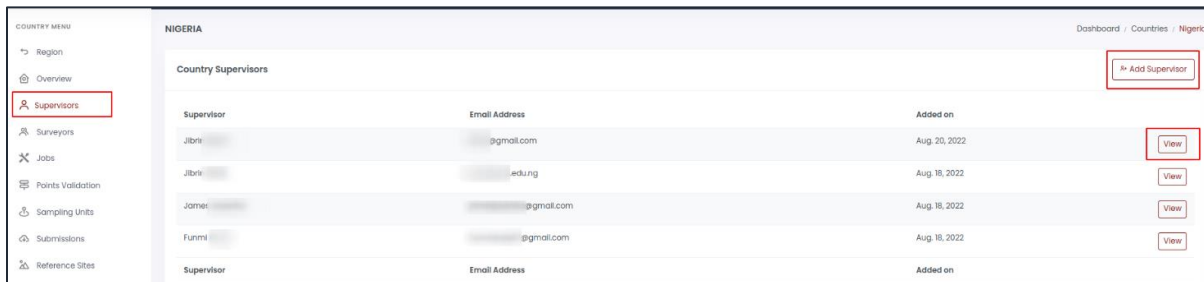 COUNTRY MENU
Region
Overview
Supervisors
Surveyors
Jobs
Points Validation
Sampling Units
Submissions
Reference Sites
NIGERIA
Dashboard / Countries / Nigeria
Country Supervisors
Add Supervisor
Supervisor Email Address Added on
@gmail.com Aug. 20, 2022 View
.edu.ng Aug. 18, 2022 View
@gmail.com Aug. 18, 2022 View
Funmi @gmail.com Aug. 18, 2022 View
Supervisor Email Address Added on